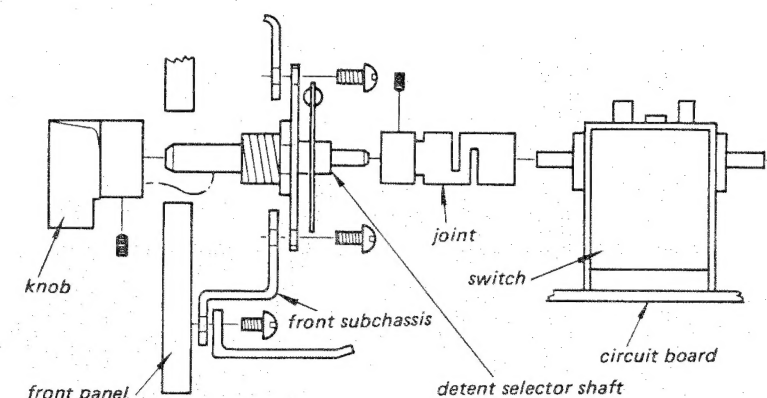 joint
knob
switch
front subchassis
circuit board
front panel
detent selector shaft